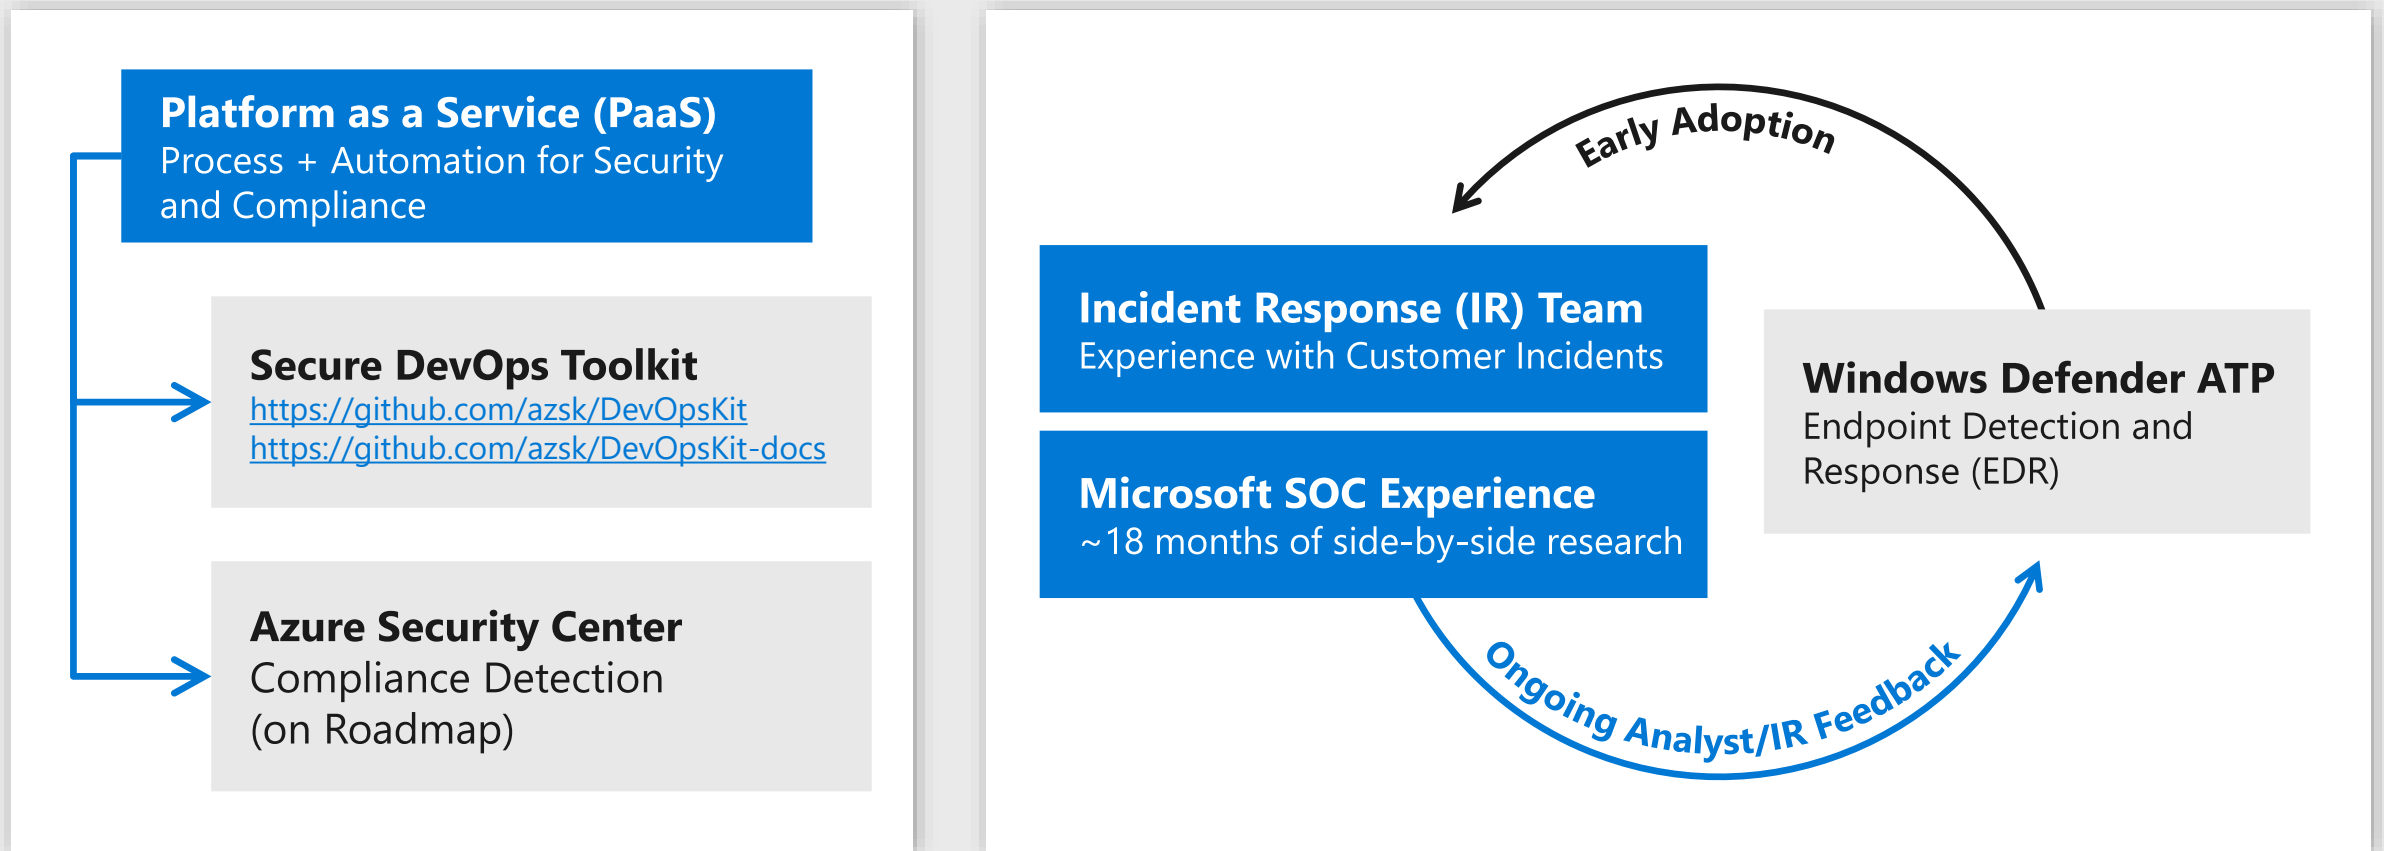 Platform as a Service (PaaS)
Process + Automation for Security
and Compliance
Secure DevOps Toolkit
https://github.com/azsk/DevOpsKit
https://github.com/azsk/DevOpsKit-docs
Azure Security Center
Compliance Detection
(on Roadmap)
Early Adoption
Incident Response (IR) Team
Experience with Customer Incidents
Microsoft SOC Experience
~18 months of side-by-side research
Windows Defender ATP
Endpoint Detection and
Response (EDR)
Ongoing Analyst/IR Feedback